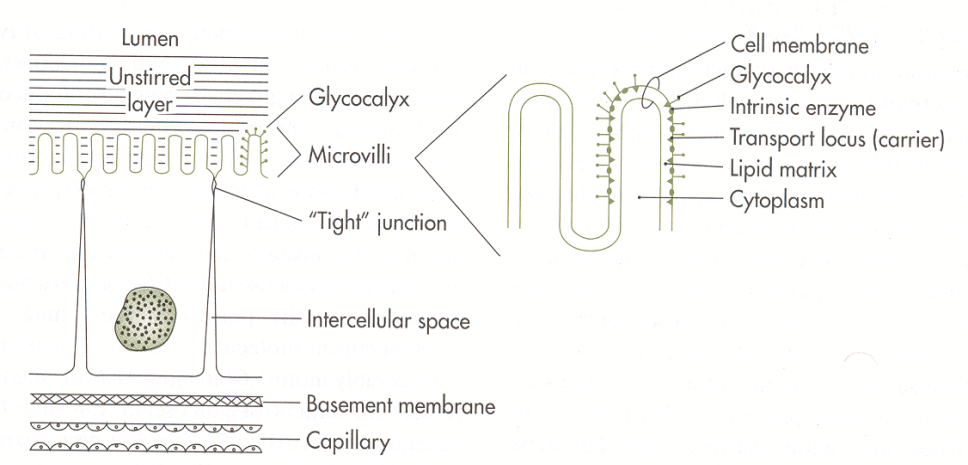 Lumen
Unstirred
layer
Glycocalyx
Microvilli
"Tight" junction
Intercellular space
Basement membrane
Capillary
Cell membrane
Glycocalyx
Intrinsic enzyme
Transport locus (carrier)
Lipid matrix
Cytoplasm